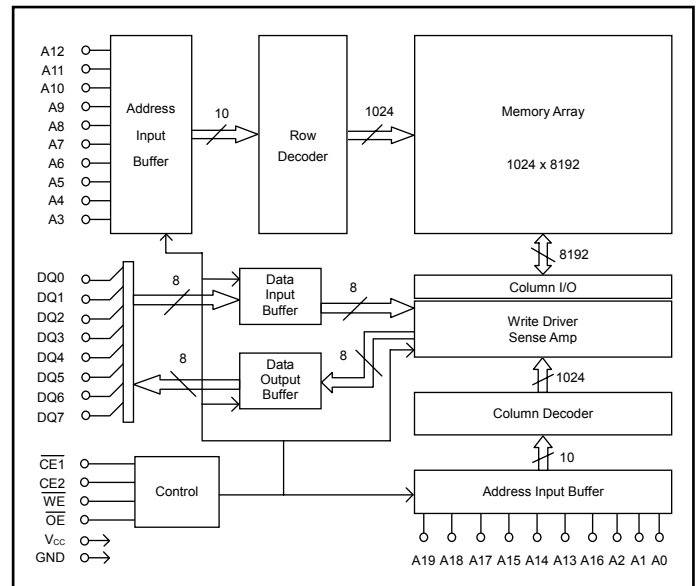 A12
A11
A10
A9
A8
A7
A6
A5
A4
A3
Address
Input
Buffer
10
Row
Decoder
1024
Memory Array
1024 x 8192
8192
DQ0
DQ1
DQ2
DQ3
DQ4
DQ5
DQ6
DQ7
8
Data
Input
Buffer
8
Column I/O
Write Driver
Sense Amp
8
Data
Output
Buffer
8
1024
Column Decoder
10
CE1
CE2
WE
OE
VCC
GND
Control
Address Input Buffer
A19 A18 A17 A15 A14 A13 A16 A2 A1 A0